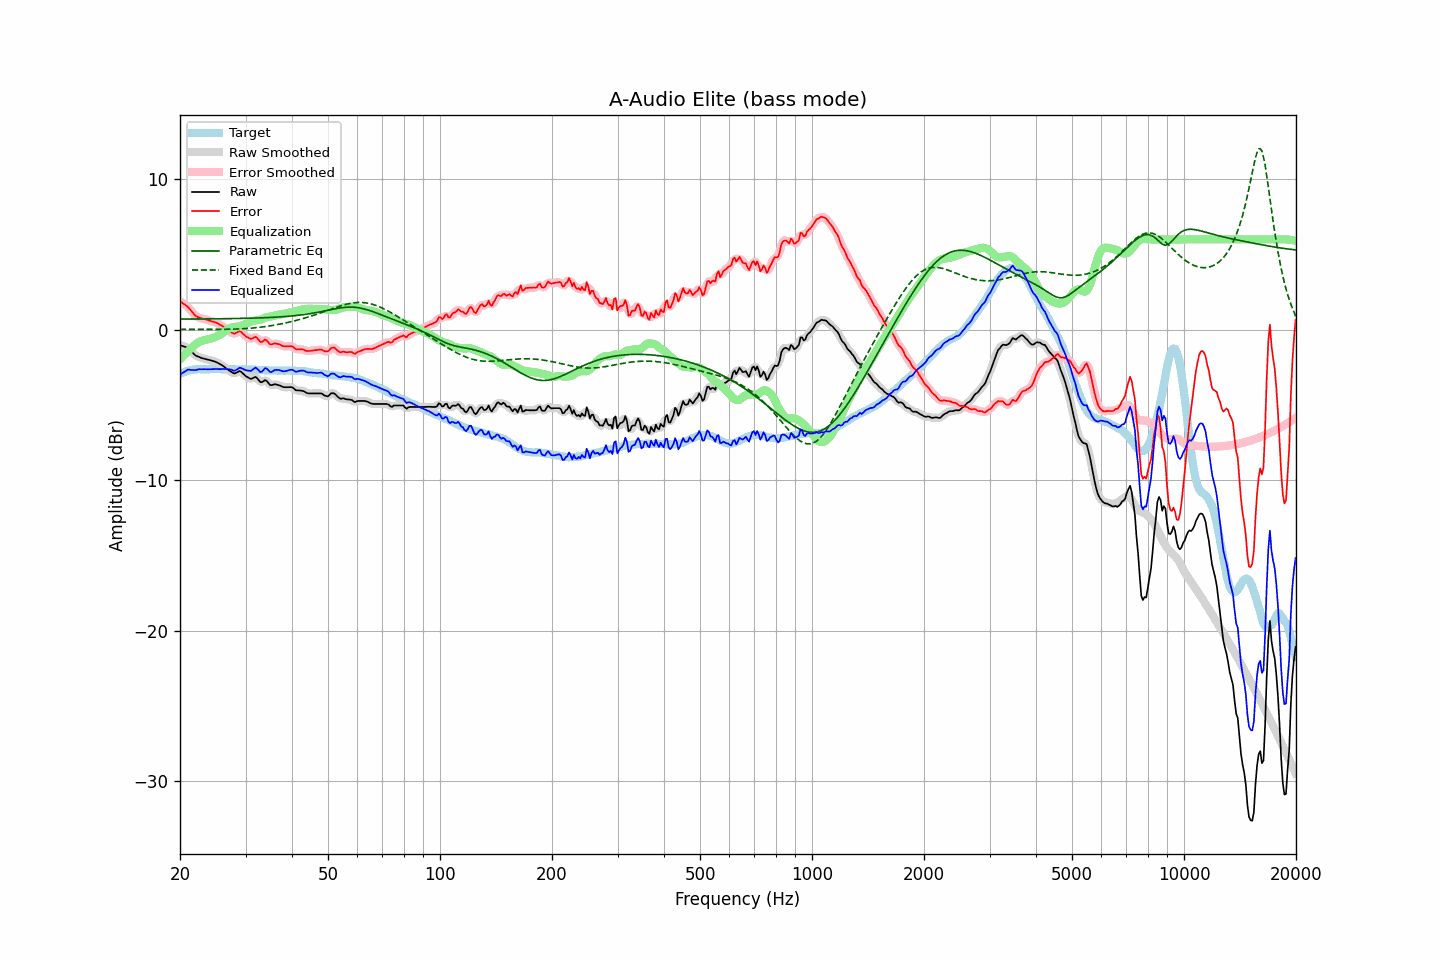 A-Audio Elite (bass mode)
Target
Raw Smoothed
Error Smoothed
Raw
Error
Equalization
Parametric Eq
Fixed Band Eq
Equalized
10
0
−10
−20
−30
Amplitude (dBr)
20 50 100 200 500 1000 2000 5000 10000 20000
Frequency (Hz)